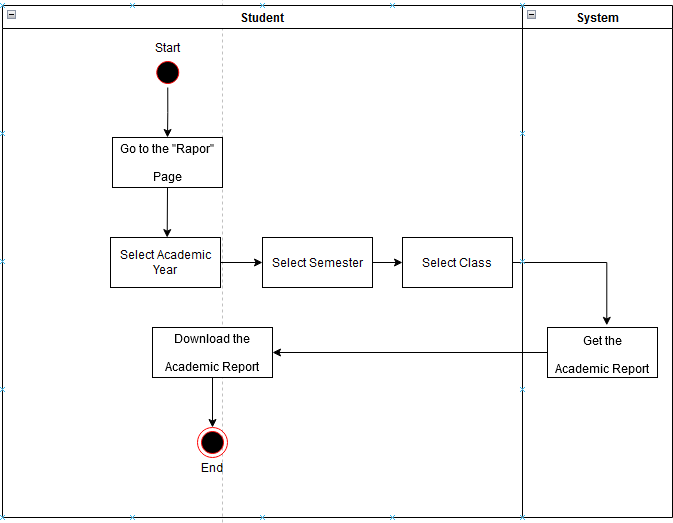 Student
System
Start
Go to the "Rapor"
Page
Select Academic
Year
Select Semester
Select Class
Download the
Academic Report
Get the
Academic Report
End